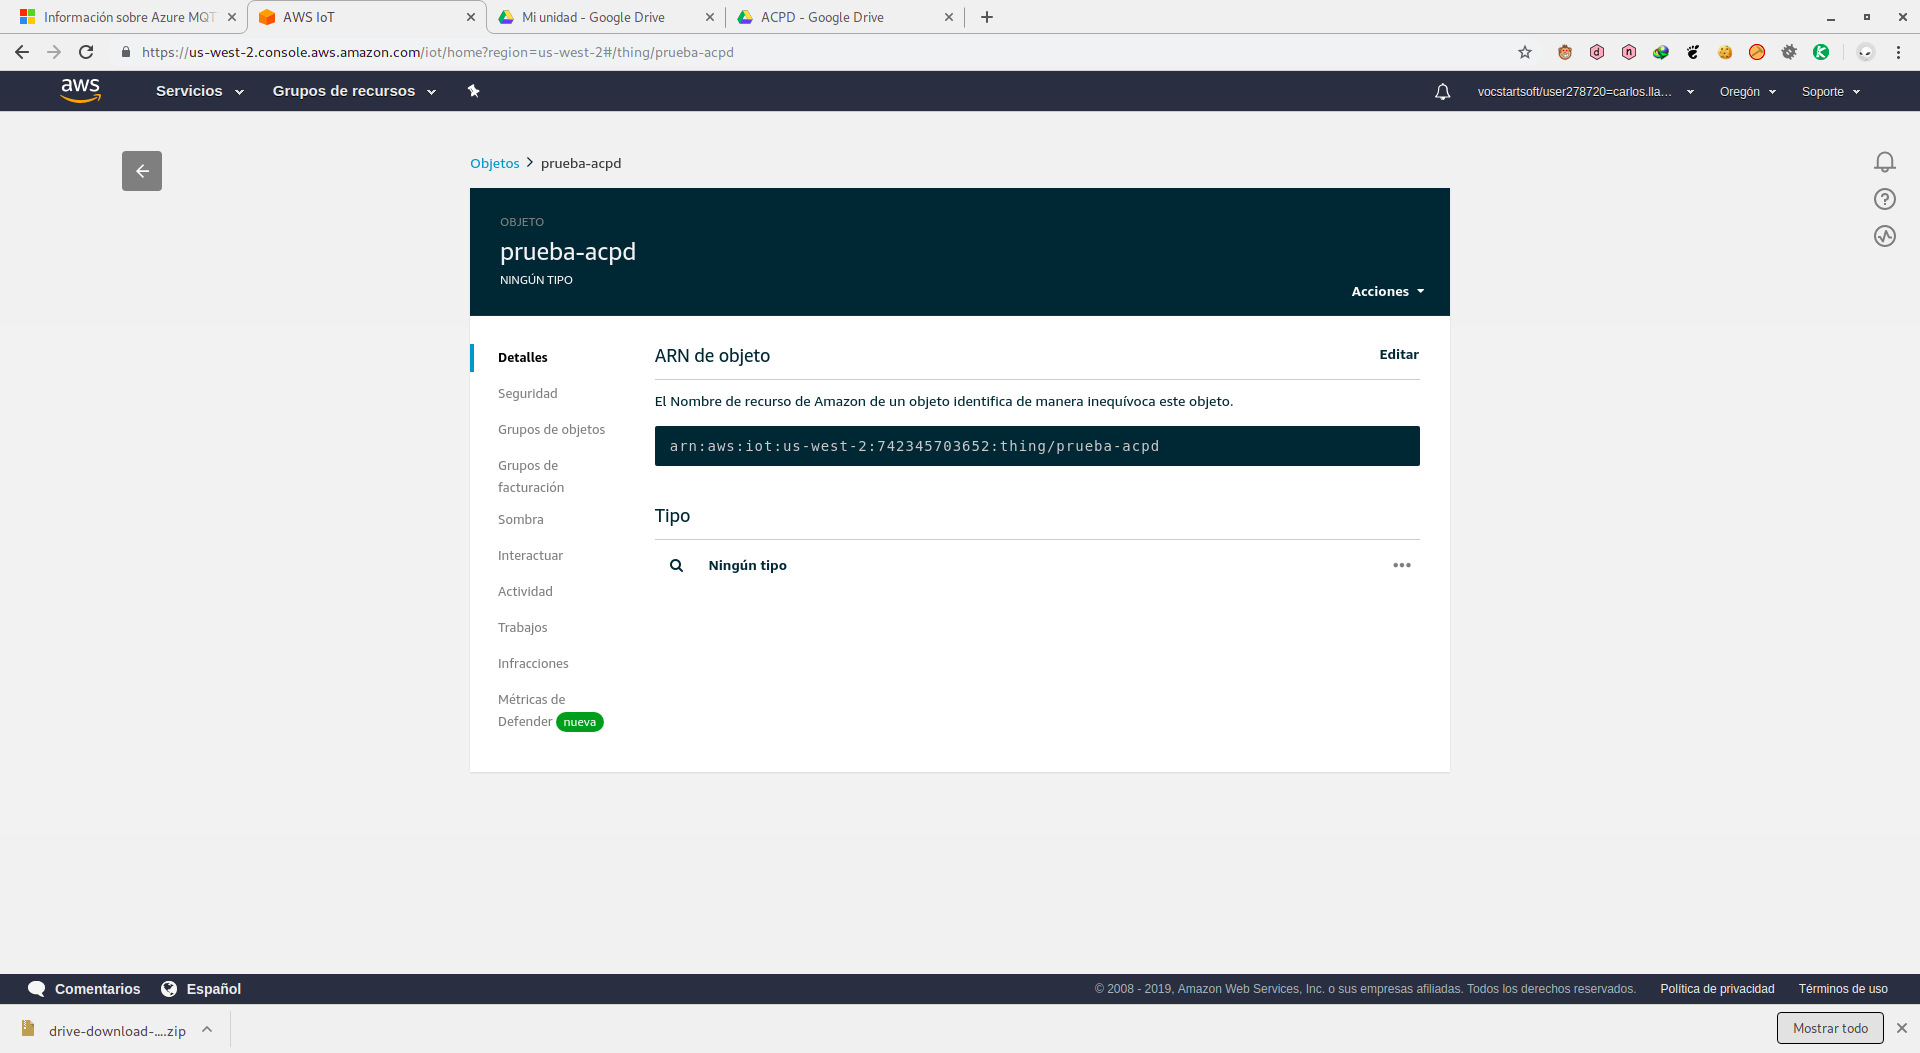 Información sobre Azure MQT
AWS IoT
Mi unidad - Google Drive
ACPD - Google Drive
https://us-west-2.console.aws.amazon.com/iot/home?region=us-west-2#/thing/prueba-acpd
aws
Servicios
Grupos de recursos
vocstartsoft/user278720=carlos.lla...
Oregón
Soporte
Objetos
prueba-acpd
OBJETO
prueba-acpd
NINGÚN TIPO
Acciones
Detalles
Seguridad
Grupos de objetos
Grupos de
facturación
Sombra
Interactuar
Actividad
Trabajos
Infracciones
Métricas de
Defender nueva
ARN de objeto
Editar
El Nombre de recurso de Amazon de un objeto identifica de manera inequívoca este objeto.
arn:aws:iot:us-west-2:742345703652:thing/prueba-acpd
Tipo
Ningún tipo
Comentarios
Español
© 2008 - 2019, Amazon Web Services, Inc. o sus empresas afiliadas. Todos los derechos reservados.
Política de privacidad
Términos de uso
drive-download-....zip
Mostrar todo